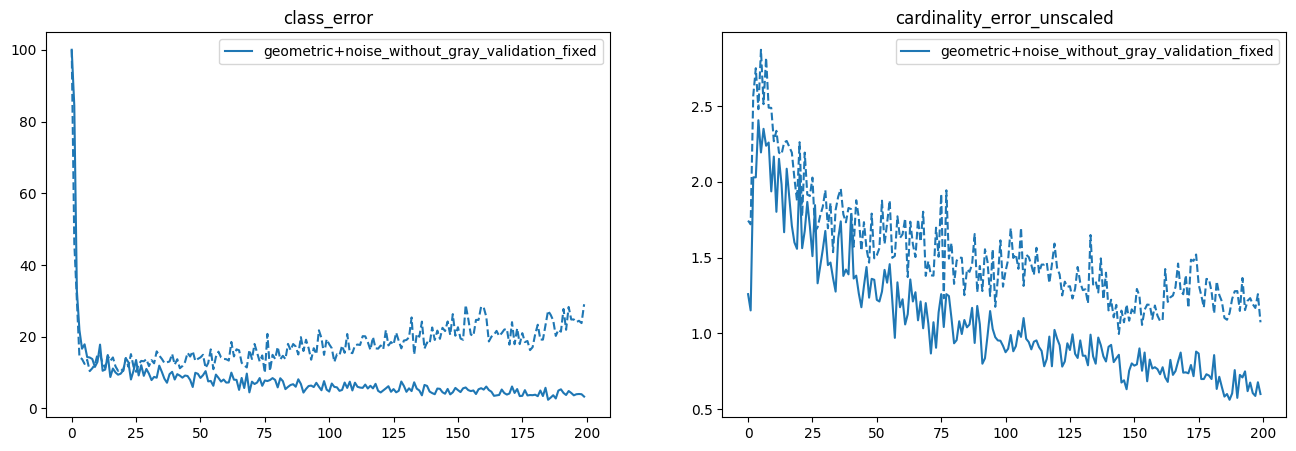 class_error
geometric+noise_without_gray_validation_fixed
100
80
60
40
20
0
0 25 50 75 100 125 150 175 200
cardinality_error_unscaled
geometric+noise_without_gray_validation_fixed
2.5
2.0
1.5
1.0
0.5
0 25 50 75 100 125 150 175 200